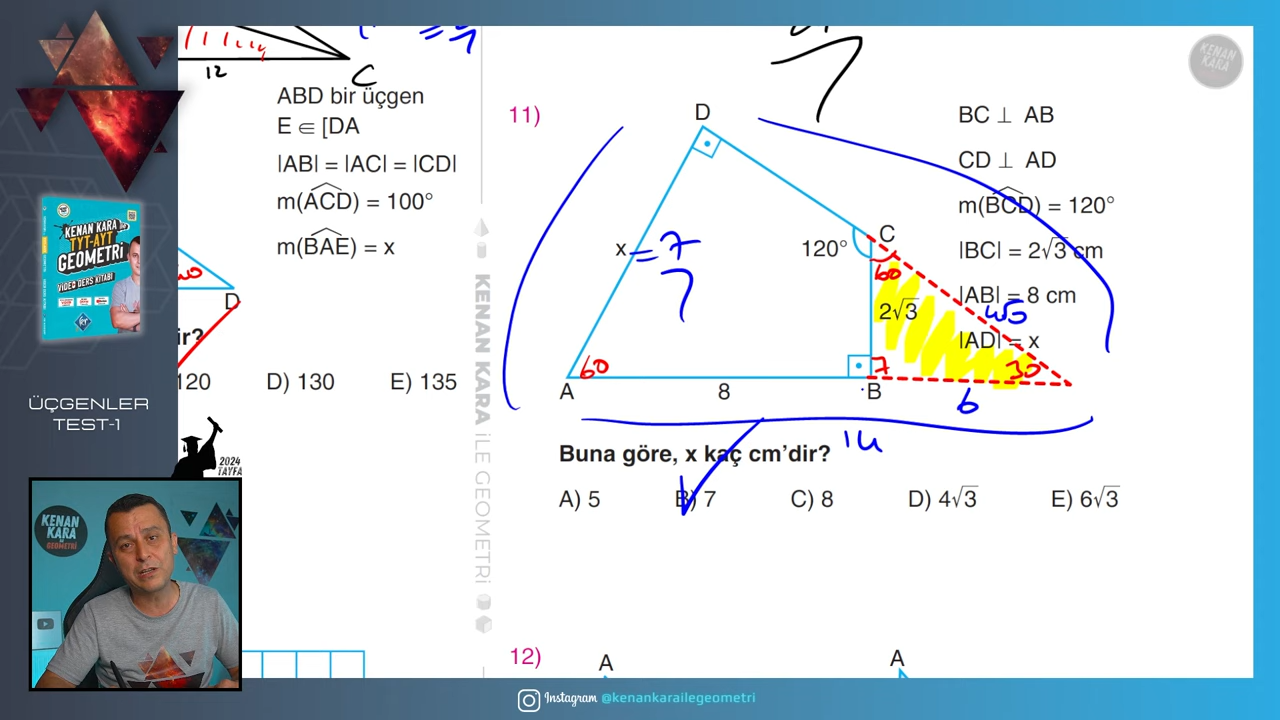 12
C
ABD bir üçgen
E ∈ [DA
|AB| = |AC| = |CD|
m(ACD) = 100°
m(BAE) = x
D
ir?
120 D) 130 E) 135
KENAN KARA
TYT-AYT
GEOMETRİ
VİDEO DERS KİTABI
ÜÇGENLER
TEST-1
2024
TAYFA
KENAN
KARA
İLE
GEOMETRİ
KENAN KARA İLE GEOMETRİ
KENAN
KARA
11)
D
BC ⊥ AB
CD ⊥ AD
m(BCD) = 120°
|BC| = 2√3 cm
|AB| = 8 cm
|AD| = x
x = 7
120°
C
60
2√3
60
30
A
8
B
6
14
Buna göre, x kaç cm'dir?
A) 5 B) 7 C) 8 D) 4√3 E) 6√3
12)
A
A
Instagram @kenankarailegeometri